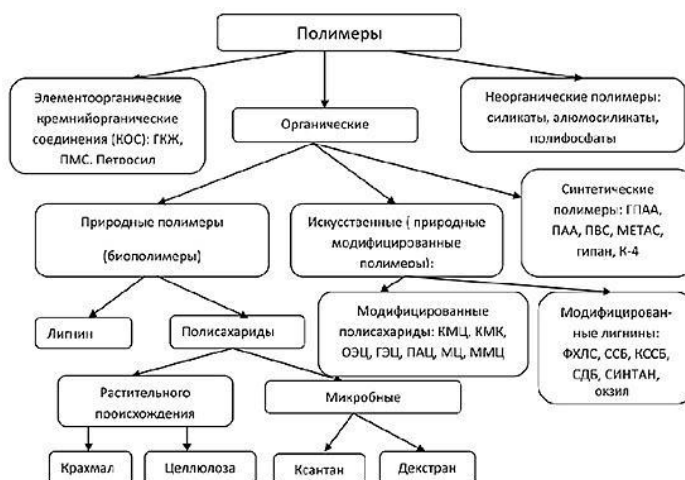 Полимеры
Элементоорганические
кремнийорганические
соединения (КОС): ГКЖ,
ПМС. Петросил
Органические
Неорганические полимеры:
силикаты, алюмосиликаты,
полифосфаты
Природные полимеры
(биополимеры)
Искусственные ( природные
модифицированные
полимеры):
Синтетические
полимеры: ГПАА,
ПАА, ПВС, МЕТАС,
гипан, К-4
Лигнин
Полисахариды
Модифицированные
полисахариды: КМЦ. КМК,
ОЭЦ, ГЭЦ, ПАЦ, МЦ, ММЦ
Модифицирован-
ные лигнины:
ФХЛС, ССБ, КССБ,
СДБ, СИНТАН,
окзил
Растительного
происхождения
Микробные
Крахмал
Целлюлоза
Ксантан
Декстран